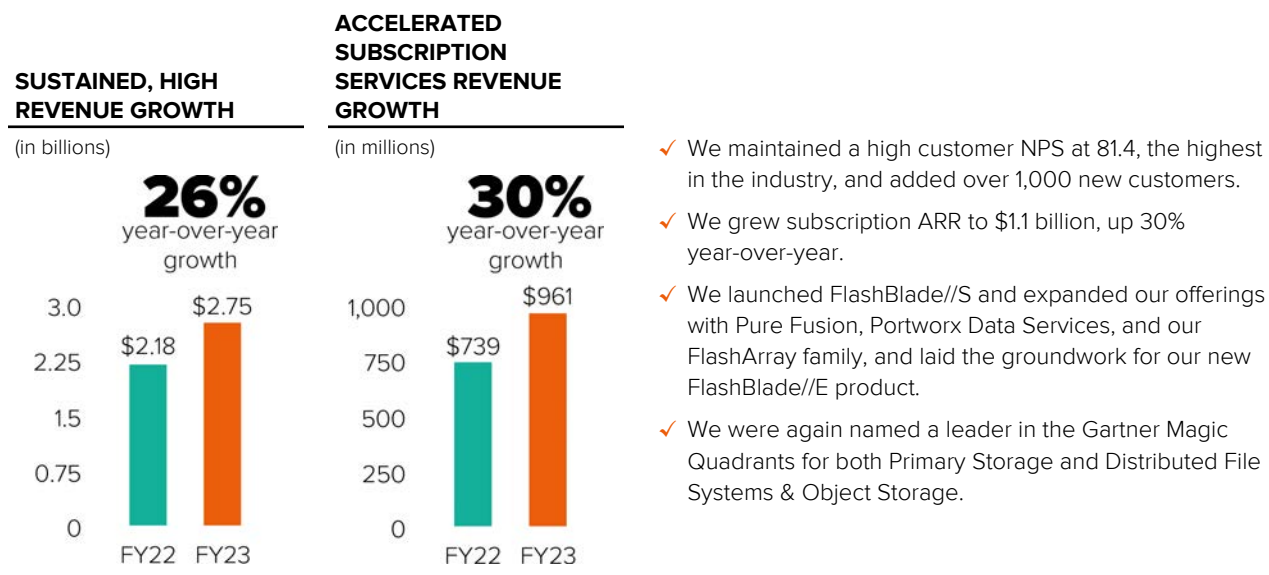 SUSTAINED, HIGH
REVENUE GROWTH
(in billions)
26%
year-over-year
growth
3.0
2.25
1.5
0.75
0
$2.18
$2.75
FY22 FY23
ACCELERATED
SUBSCRIPTION
SERVICES REVENUE
GROWTH
(in millions)
30%
year-over-year
growth
1,000
750
500
250
0
$739
$961
FY22 FY23
✓ We maintained a high customer NPS at 81.4, the highest
in the industry, and added over 1,000 new customers.
✓ We grew subscription ARR to $1.1 billion, up 30%
year-over-year.
✓ We launched FlashBlade//S and expanded our offerings
with Pure Fusion, Portworx Data Services, and our
FlashArray family, and laid the groundwork for our new
FlashBlade//E product.
✓ We were again named a leader in the Gartner Magic
Quadrants for both Primary Storage and Distributed File
Systems & Object Storage.